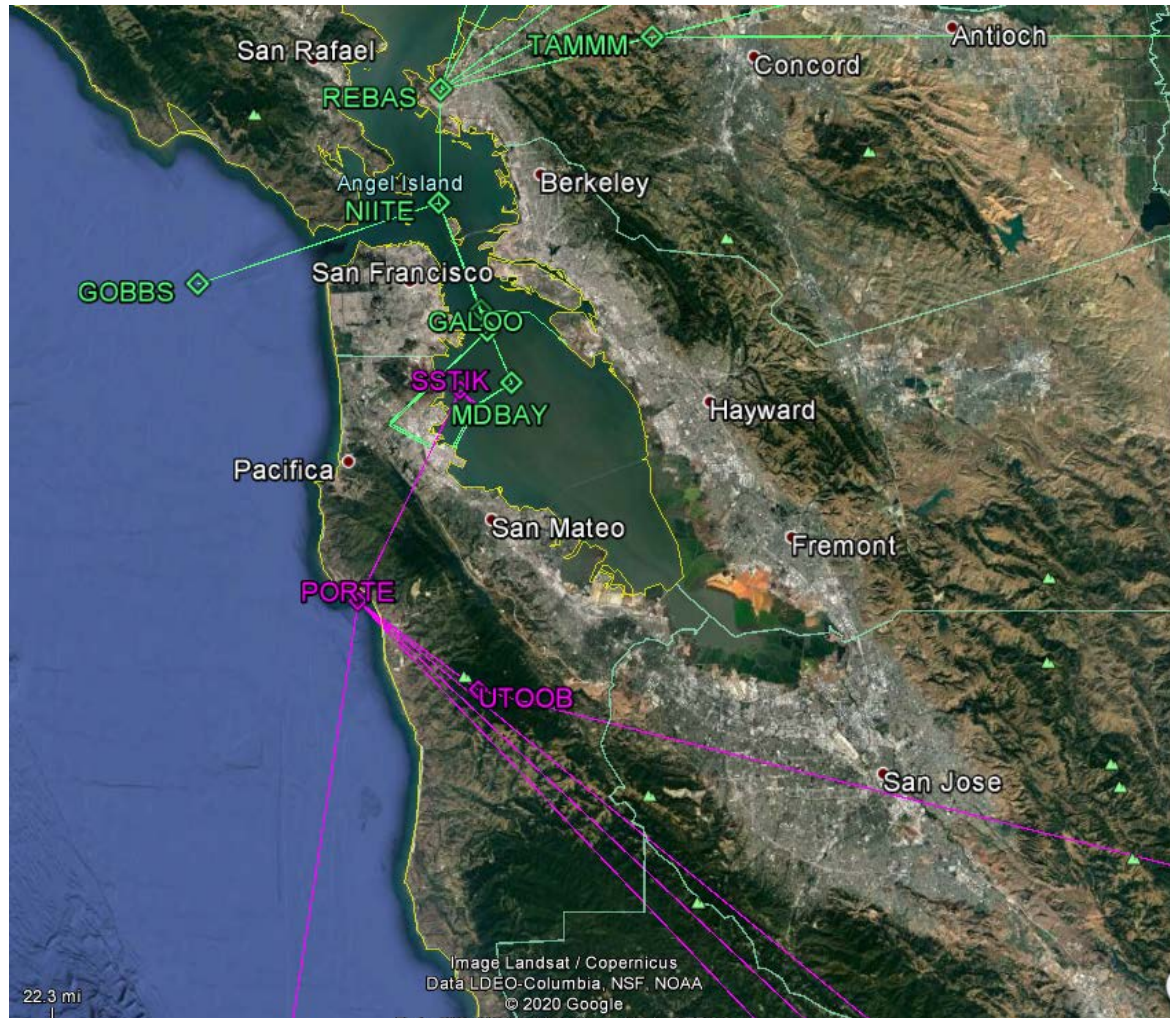 TAMMM
Antioch
San Rafael
Concord
REBAS
Angel Island
Berkeley
NIITE
San Francisco
GOBBS
GALOO
SSTIK
MDBAY
Hayward
Pacifica
San Mateo
Fremont
PORTE
UTOOB
San Jose
Image Landsat / Copernicus
Data LDEO-Columbia, NSF, NOAA
© 2020 Google
22.3 mi